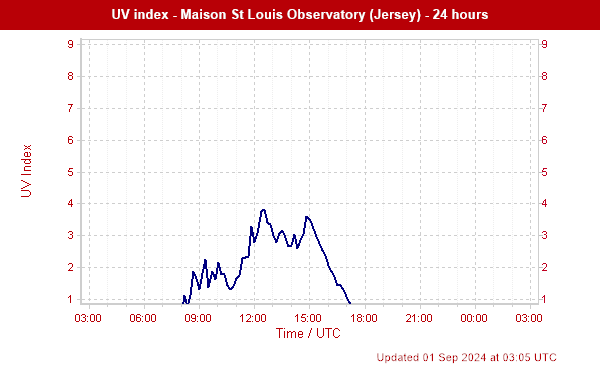 UV index - Maison St Louis Observatory (Jersey) - 24 hours
9 9
8 8
7 7
6 6
5 5
4 4
3 3
2 2
1 1
UV Index
03:00 06:00 09:00 12:00 15:00 18:00 21:00 00:00 03:00
Time / UTC
Updated 01 Sep 2024 at 03:05 UTC